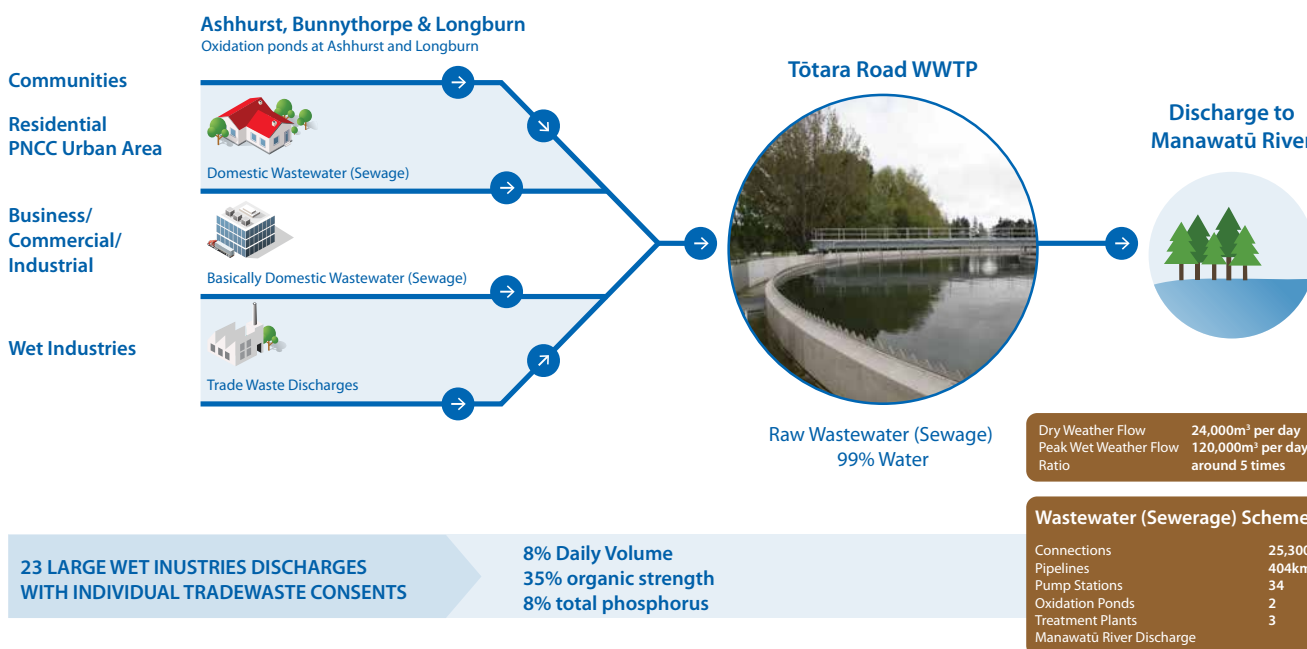 Ashhurst, Bunnythorpe & Longburn
Oxidation ponds at Ashhurst and Longburn
Communities
Residential
PNCC Urban Area
Domestic Wastewater (Sewage)
Business/
Commercial/
Industrial
Basically Domestic Wastewater (Sewage)
Wet Industries
Trade Waste Discharges
Tōtara Road WWTP
Raw Wastewater (Sewage)
99% Water
Discharge to
Manawatū River
Dry Weather Flow 24,000m³ per day
Peak Wet Weather Flow 120,000m³ per day
Ratio around 5 times
Wastewater (Sewerage) Scheme
Connections 25,300
Pipelines 404km
Pump Stations 34
Oxidation Ponds 2
Treatment Plants 3
Manawatū River Discharge
23 LARGE WET INUSTRIES DISCHARGES
WITH INDIVIDUAL TRADEWASTE CONSENTS
8% Daily Volume
35% organic strength
8% total phosphorus